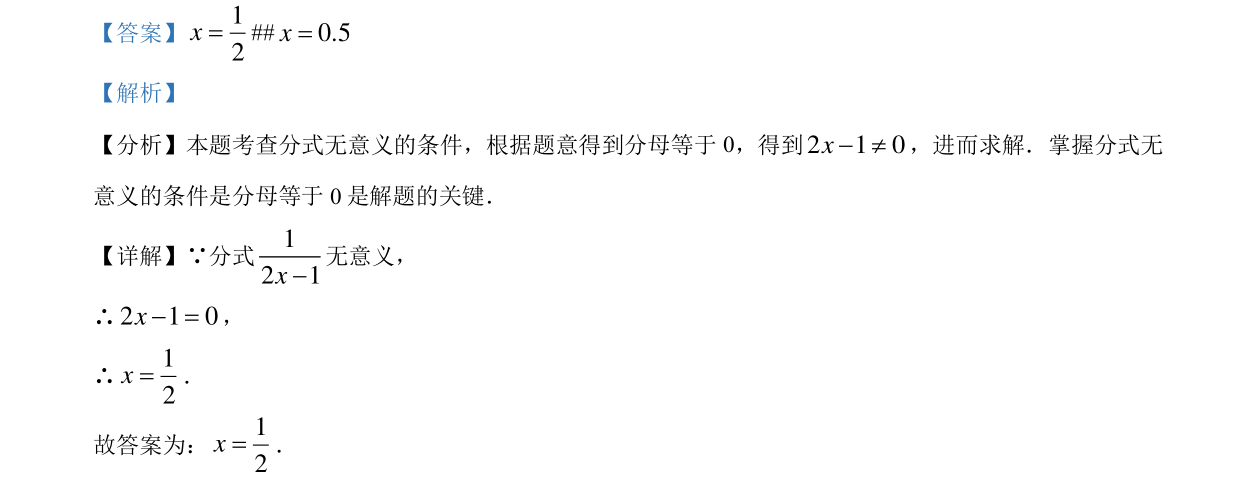 【答案】x = 1/2 ## x = 0.5
【解析】
【分析】本题考查分式无意义的条件，根据题意得到分母等于 0，得到 2x−1≠0，进而求解．掌握分式无
意义的条件是分母等于 0 是解题的关键．
【详解】∵分式 1/(2x−1) 无意义，
∴ 2x−1=0，
∴ x = 1/2．
故答案为：x = 1/2．